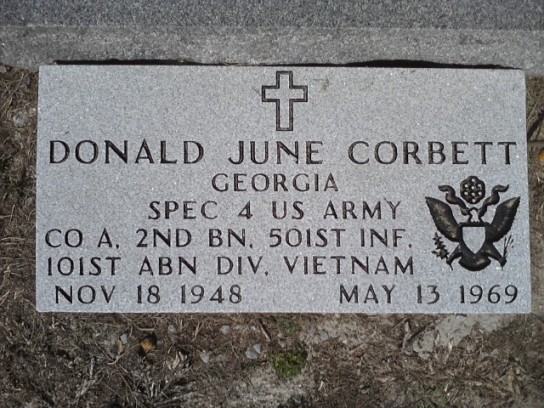 DONALD JUNE CORBETT
GEORGIA
SPEC 4 US ARMY
CO A, 2ND BN, 501ST INF.
101ST ABN DIV. VIETNAM
NOV 18 1948 MAY 13 1969